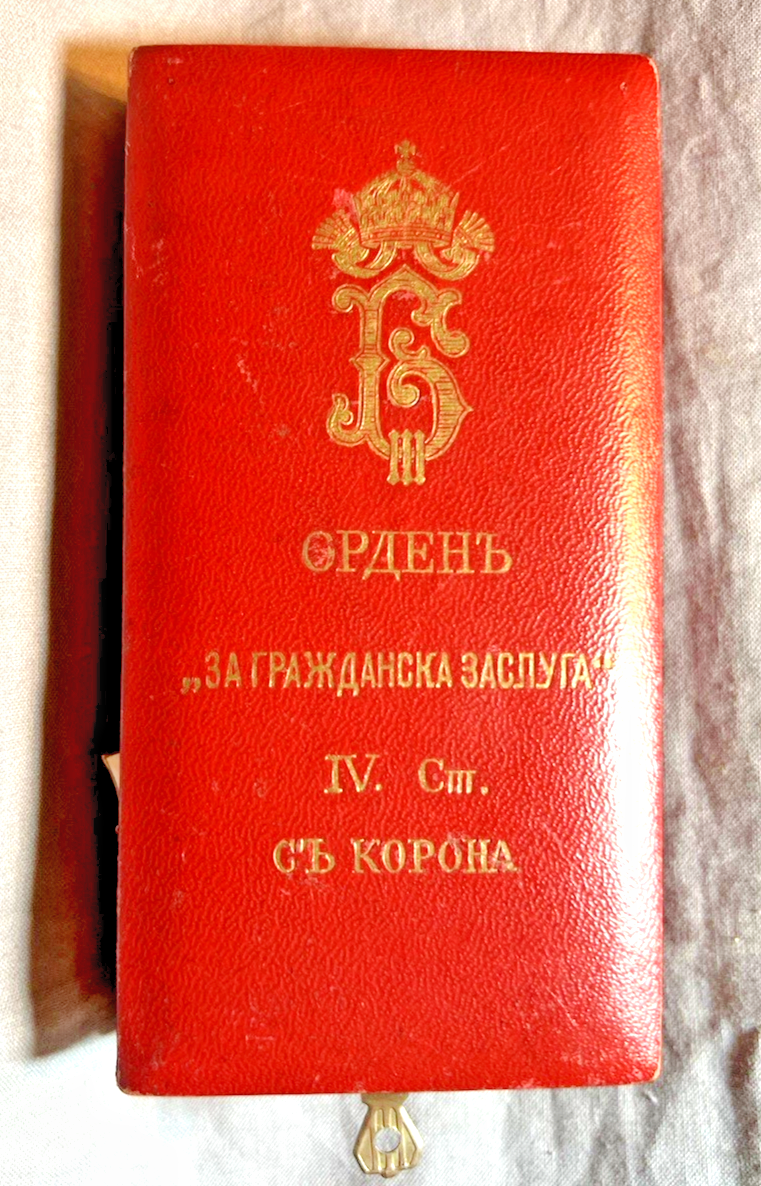 Б
III
ОРДЕНЪ
„ЗА ГРАЖДАНСКА ЗАСЛУГА“
IV. Ст.
СЪ КОРОНА